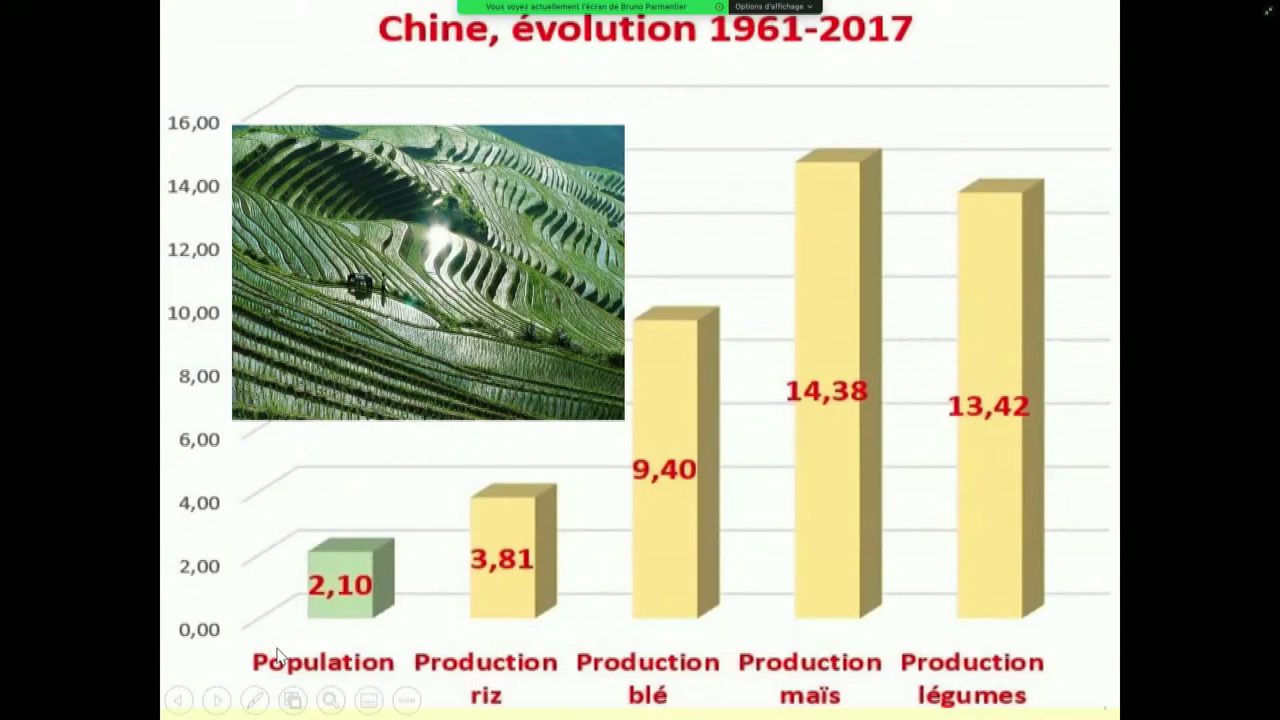 Vous voyez actuellement l'écran de Bruno Parmentier
Options d'affichage
Chine, évolution 1961-2017
16,00
14,00
12,00
10,00
8,00
6,00
4,00
2,00
0,00
2,10
3,81
9,40
14,38
13,42
Population
Production riz
Production blé
Production maïs
Production légumes